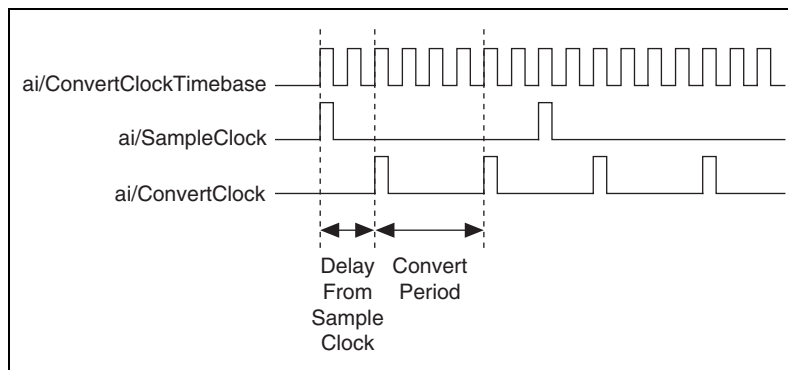 ai/ConvertClockTimebase
ai/SampleClock
ai/ConvertClock
Delay
From
Sample
Clock
Convert
Period